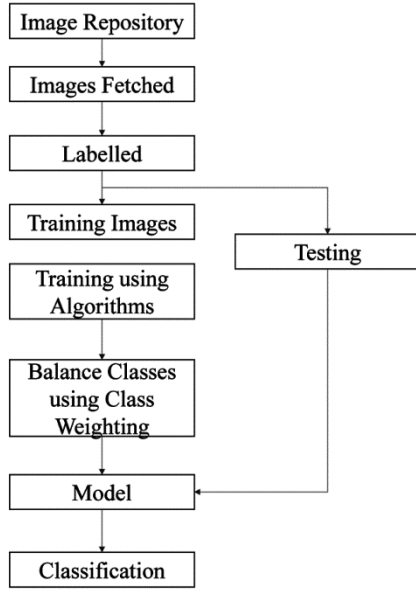 Image Repository
Images Fetched
Labelled
Training Images
Testing
Training using
Algorithms
Balance Classes
using Class
Weighting
Model
Classification